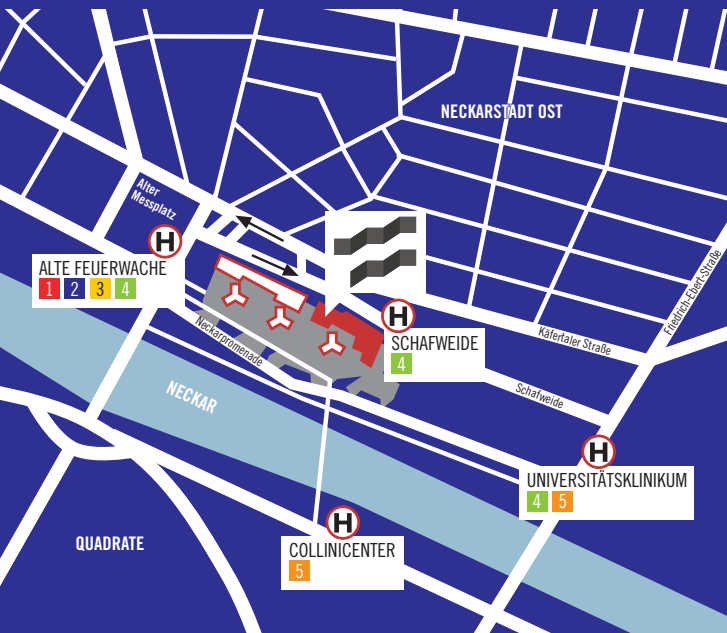 NECKARSTADT OST
Alter
Messplatz
H
ALTE FEUERWACHE
1 2 3 4
Friedrich-Ebert-Straße
H
SCHAFWEIDE
4
Käfertaler Straße
Neckarpromenade
Schafweide
NECKAR
H
UNIVERSITÄTSKLINIKUM
4 5
H
COLLINICENTER
5
QUADRATE